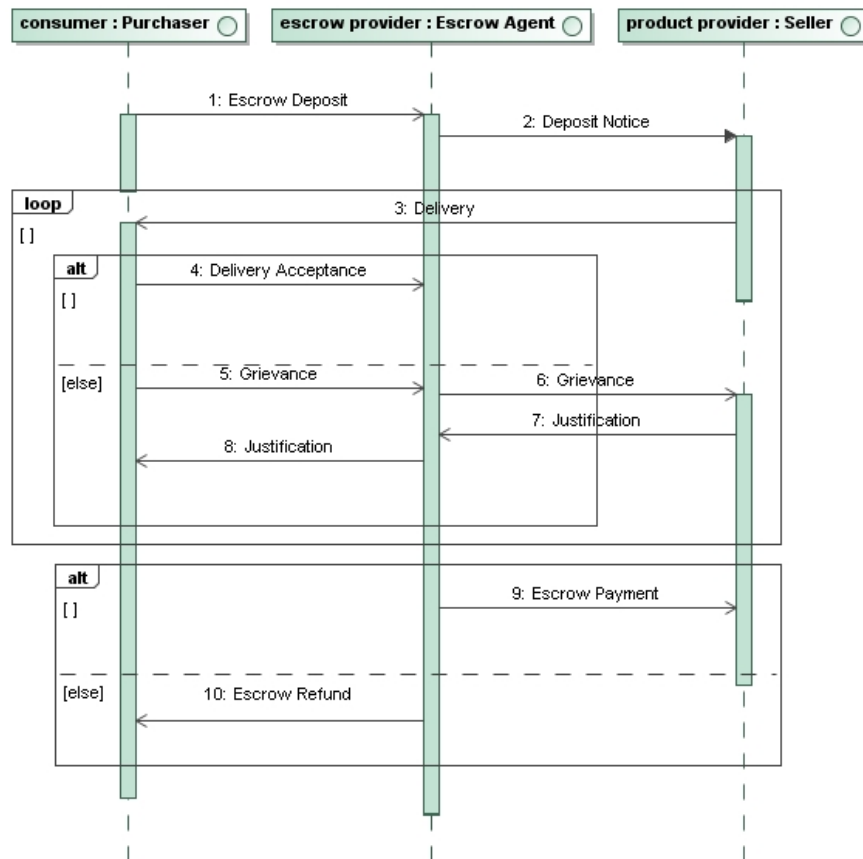 consumer : Purchaser
escrow provider : Escrow Agent
product provider : Seller
1: Escrow Deposit
2: Deposit Notice
loop
3: Delivery
[ ]
alt
4: Delivery Acceptance
[ ]
[else]
5: Grievance
6: Grievance
7: Justification
8: Justification
alt
9: Escrow Payment
[ ]
[else]
10: Escrow Refund